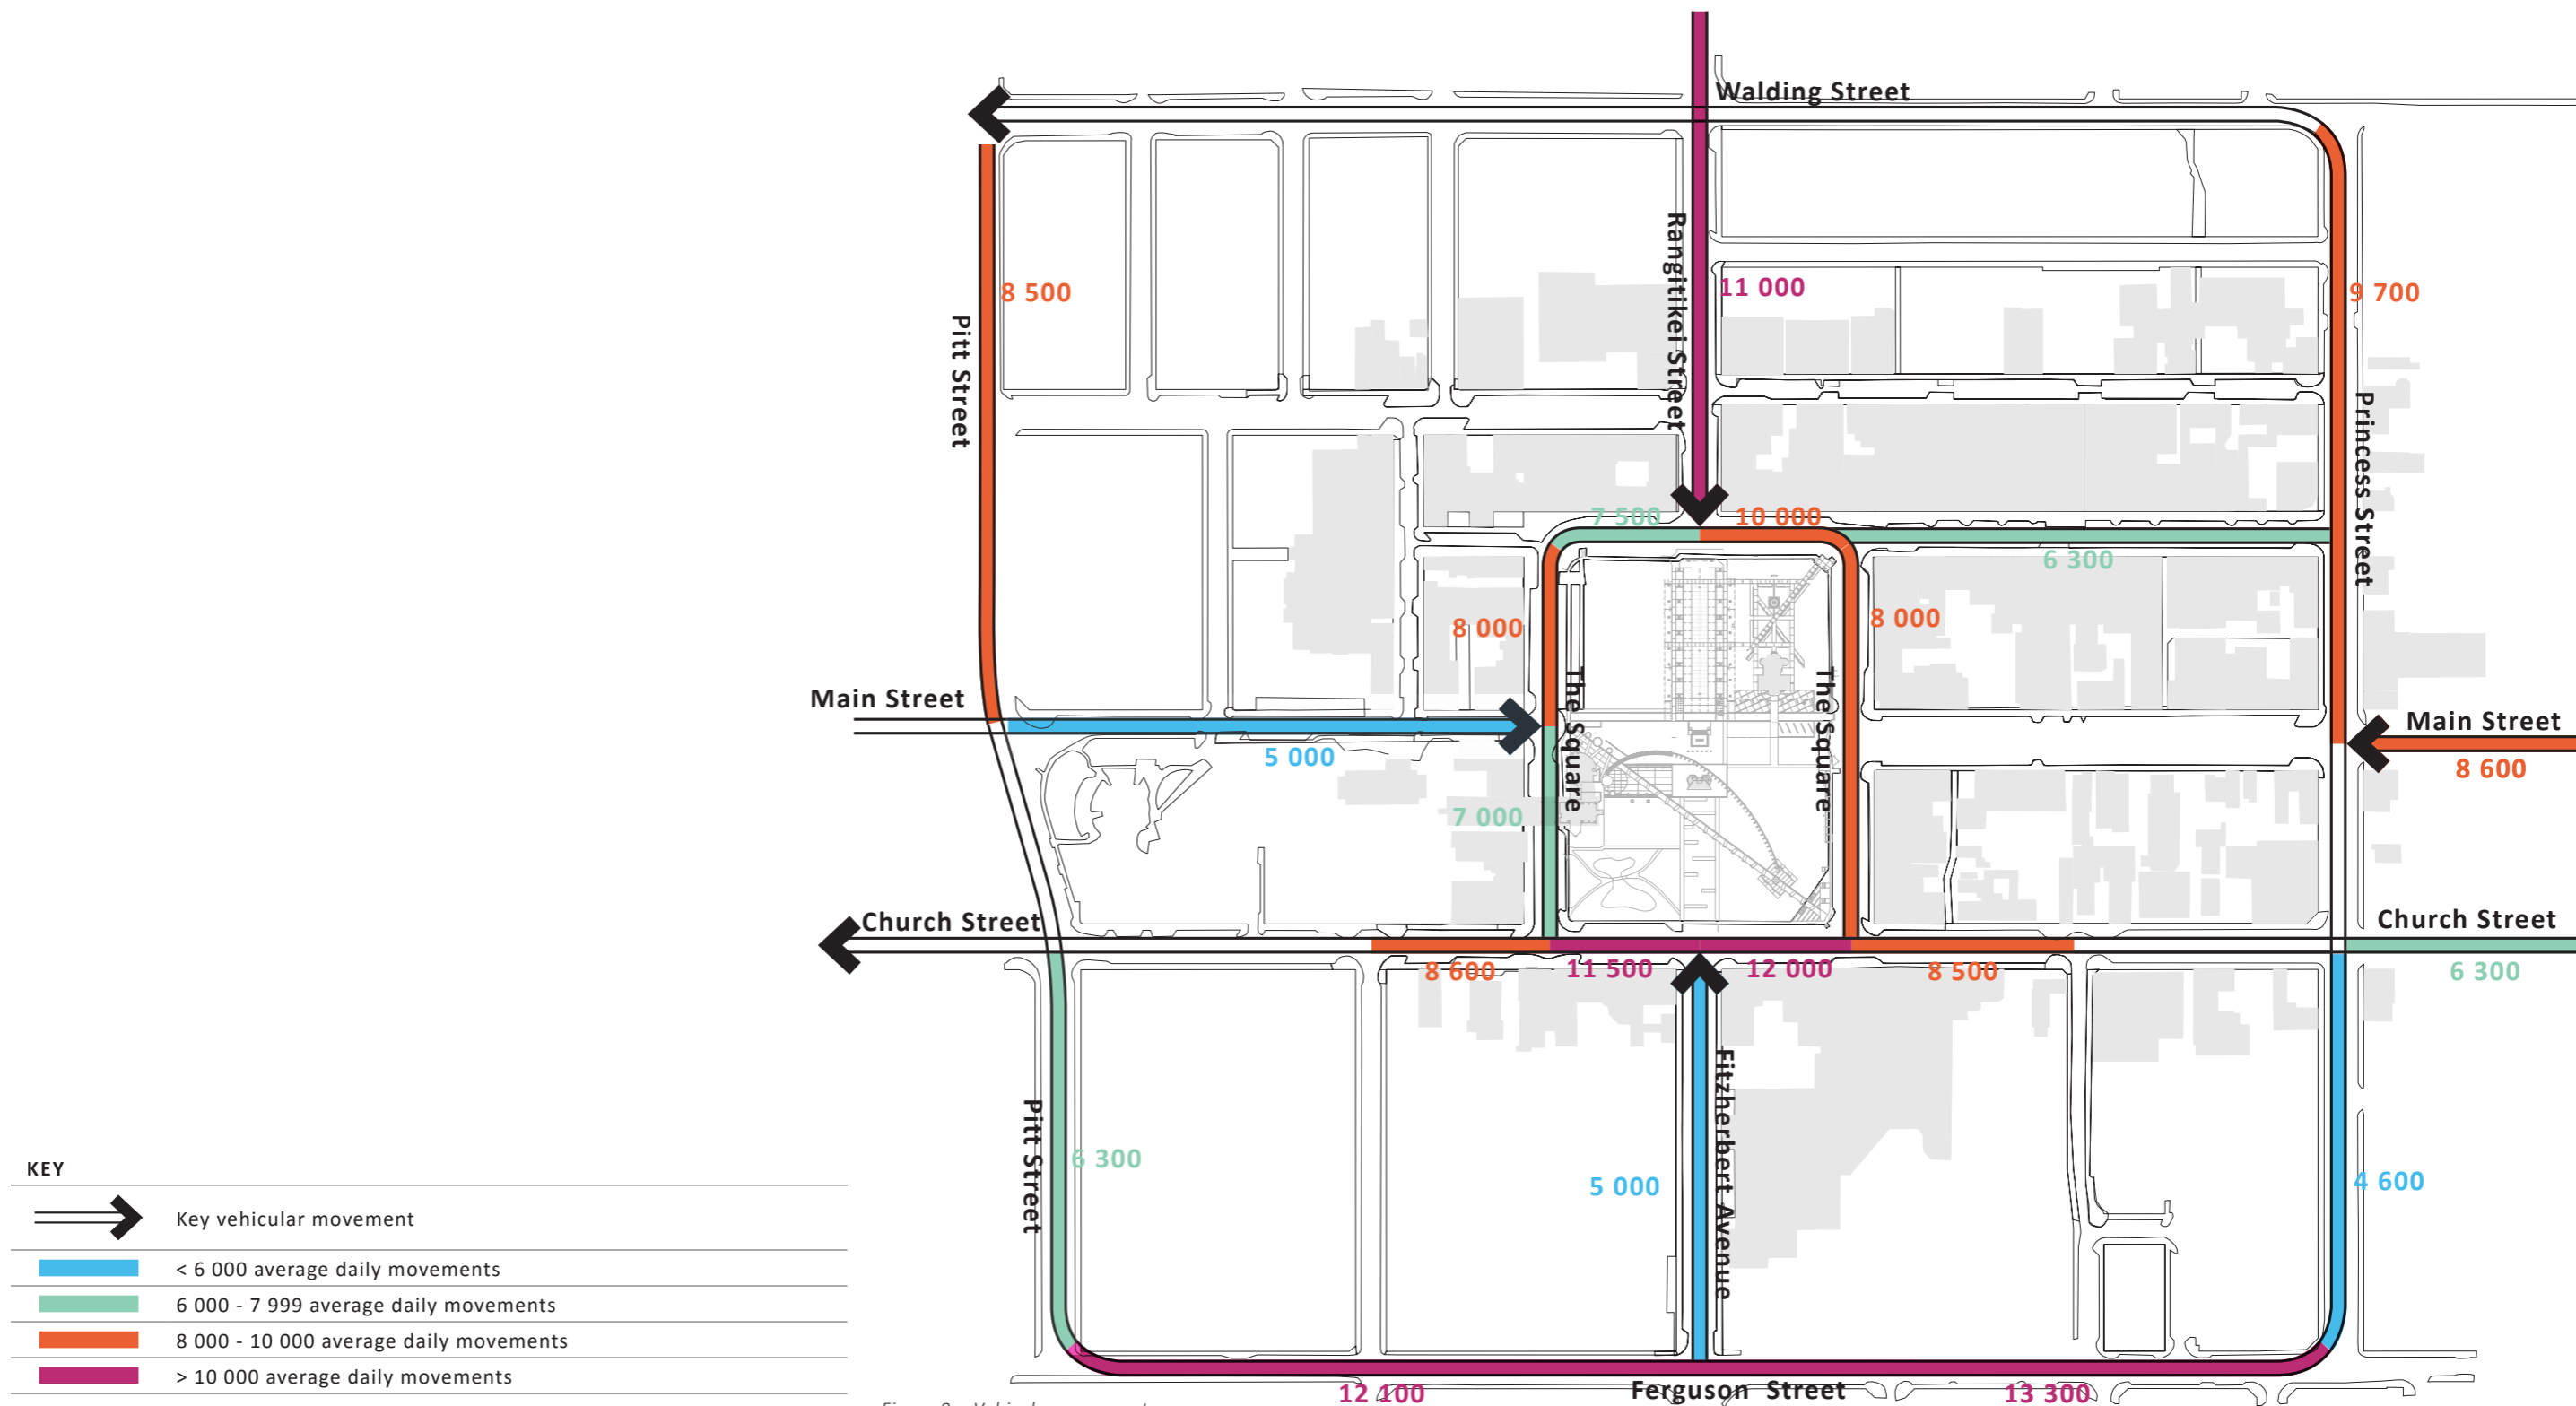 Walding Street
Rangitikei Street
8 500
11 000
9 700
Pitt Street
Princess Street
7 500
10 000
6 300
8 000
8 000
Main Street
The Square
The Square
Main Street
5 000
8 600
7 000
Church Street
Church Street
8 600
11 500
12 000
8 500
6 300
Pitt Street
Fitzherbert Avenue
6 300
5 000
4 600
KEY
Key vehicular movement
< 6 000 average daily movements
6 000 - 7 999 average daily movements
8 000 - 10 000 average daily movements
> 10 000 average daily movements
12 100
Ferguson Street
13 300